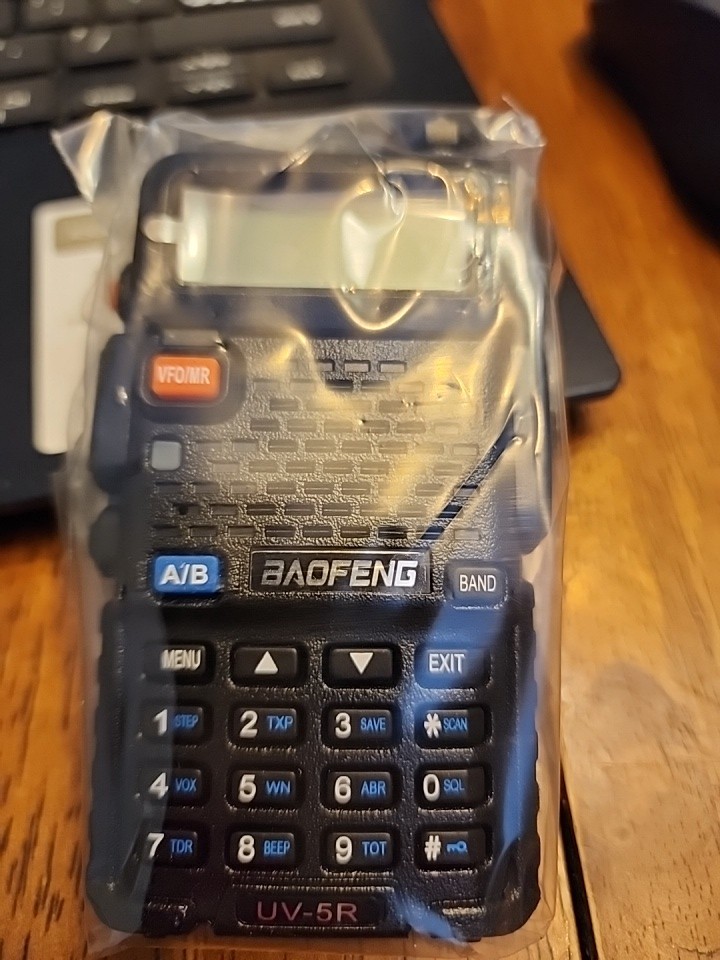 VFO/MR
A/B BAOFENG BAND
MENU ▲ ▼ EXIT
1 STEP 2 TXP 3 SAVE * SCAN
4 VOX 5 WN 6 ABR 0 SQL
7 TDR 8 BEEP 9 TOT #
UV-5R